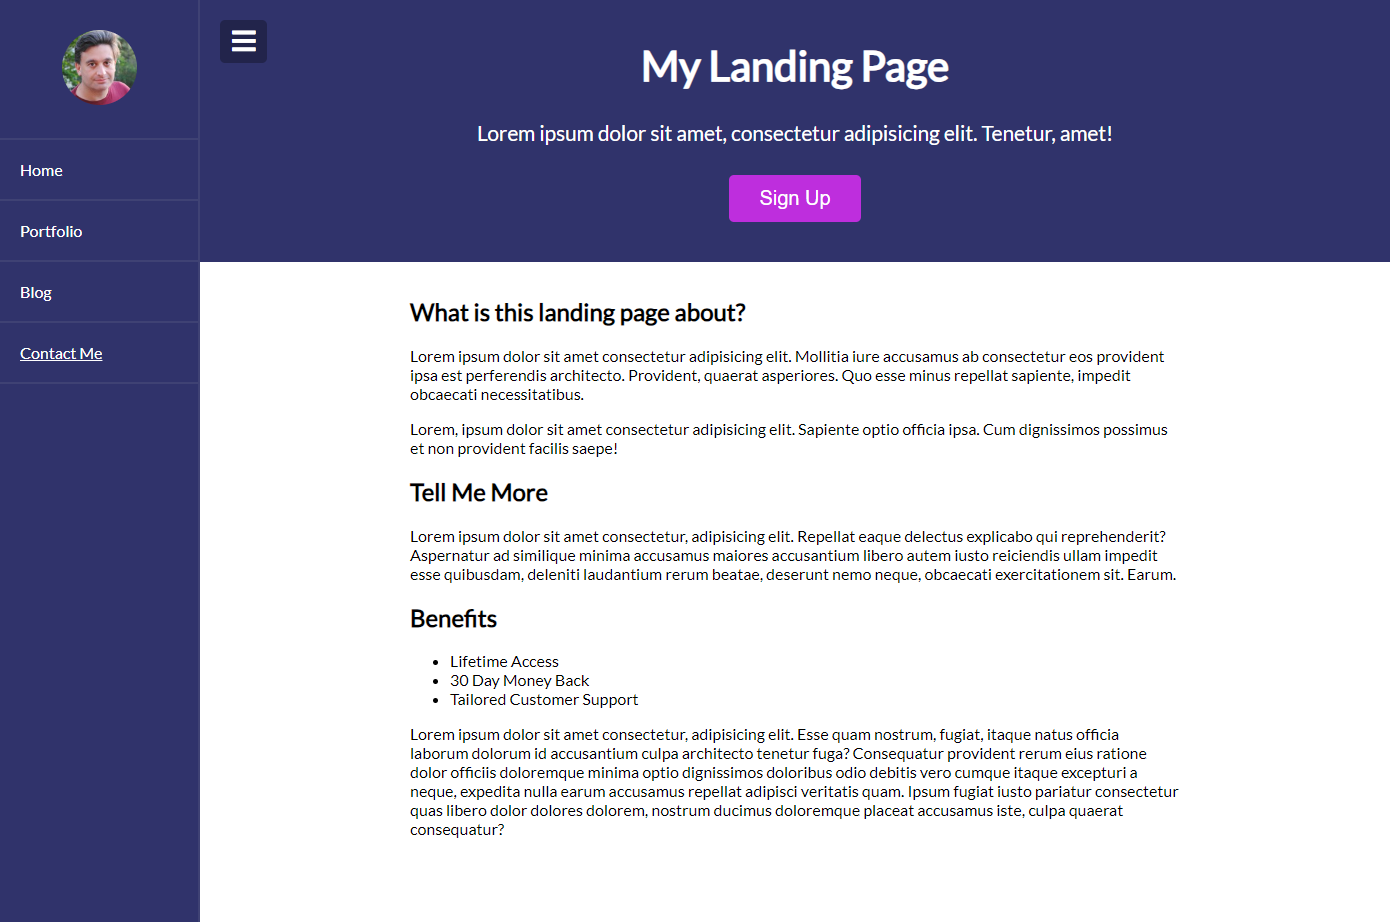 Home
Portfolio
Blog
Contact Me
My Landing Page
Lorem ipsum dolor sit amet, consectetur adipisicing elit. Tenetur, amet!
Sign Up
What is this landing page about?
Lorem ipsum dolor sit amet consectetur adipisicing elit. Mollitia iure accusamus ab consectetur eos provident
ipsa est perferendis architecto. Provident, quaerat asperiores. Quo esse minus repellat sapiente, impedit
obcaecati necessitatibus.
Lorem, ipsum dolor sit amet consectetur adipisicing elit. Sapiente optio officia ipsa. Cum dignissimos possimus
et non provident facilis saepe!
Tell Me More
Lorem ipsum dolor sit amet consectetur, adipisicing elit. Repellat eaque delectus explicabo qui reprehenderit?
Aspernatur ad similique minima accusamus maiores accusantium libero autem iusto reiciendis ullam impedit
esse quibusdam, deleniti laudantium rerum beatae, deserunt nemo neque, obcaecati exercitationem sit. Earum.
Benefits
• Lifetime Access
• 30 Day Money Back
• Tailored Customer Support
Lorem ipsum dolor sit amet consectetur, adipisicing elit. Esse quam nostrum, fugiat, itaque natus officia
laborum dolorum id accusantium culpa architecto tenetur fuga? Consequatur provident rerum eius ratione
dolor officiis doloremque minima optio dignissimos doloribus odio debitis vero cumque itaque excepturi a
neque, expedita nulla earum accusamus repellat adipisci veritatis quam. Ipsum fugiat iusto pariatur consectetur
quas libero dolor dolores dolorem, nostrum ducimus doloremque placeat accusamus iste, culpa quaerat
consequatur?